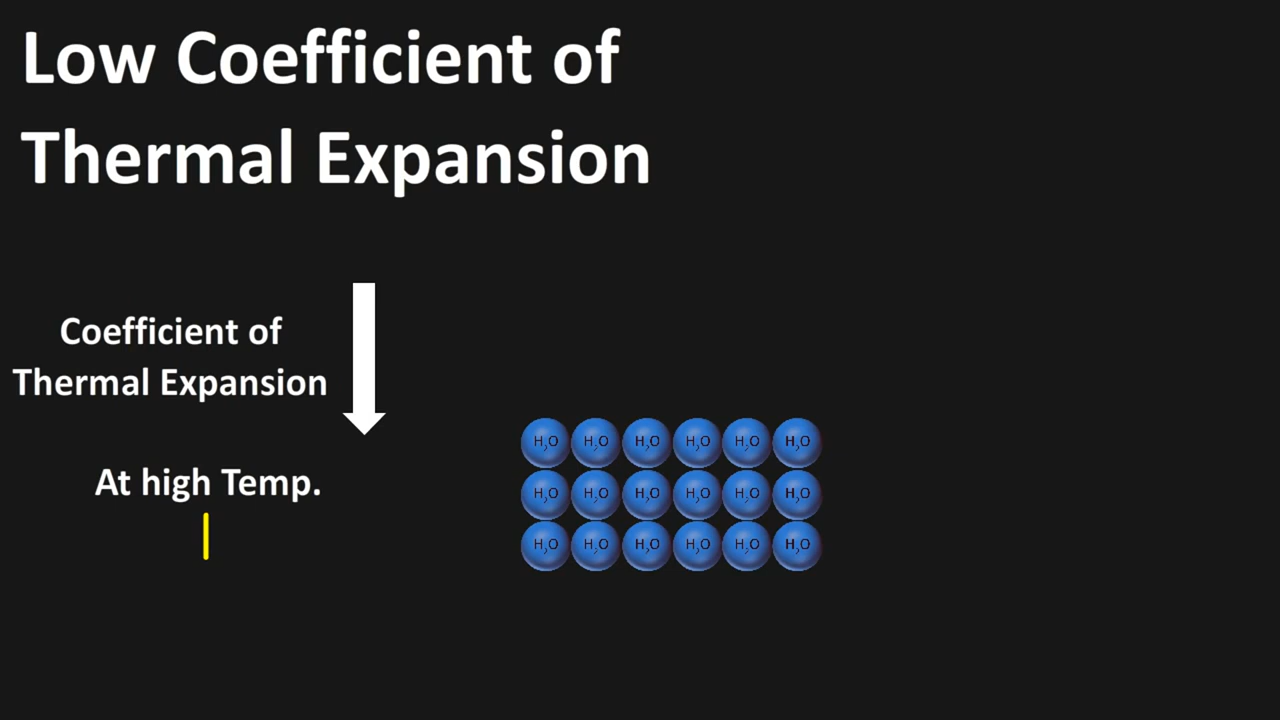 Low Coefficient of
Thermal Expansion
Coefficient of
Thermal Expansion
At high Temp.
H₂O H₂O H₂O H₂O H₂O H₂O
H₂O H₂O H₂O H₂O H₂O H₂O
H₂O H₂O H₂O H₂O H₂O H₂O